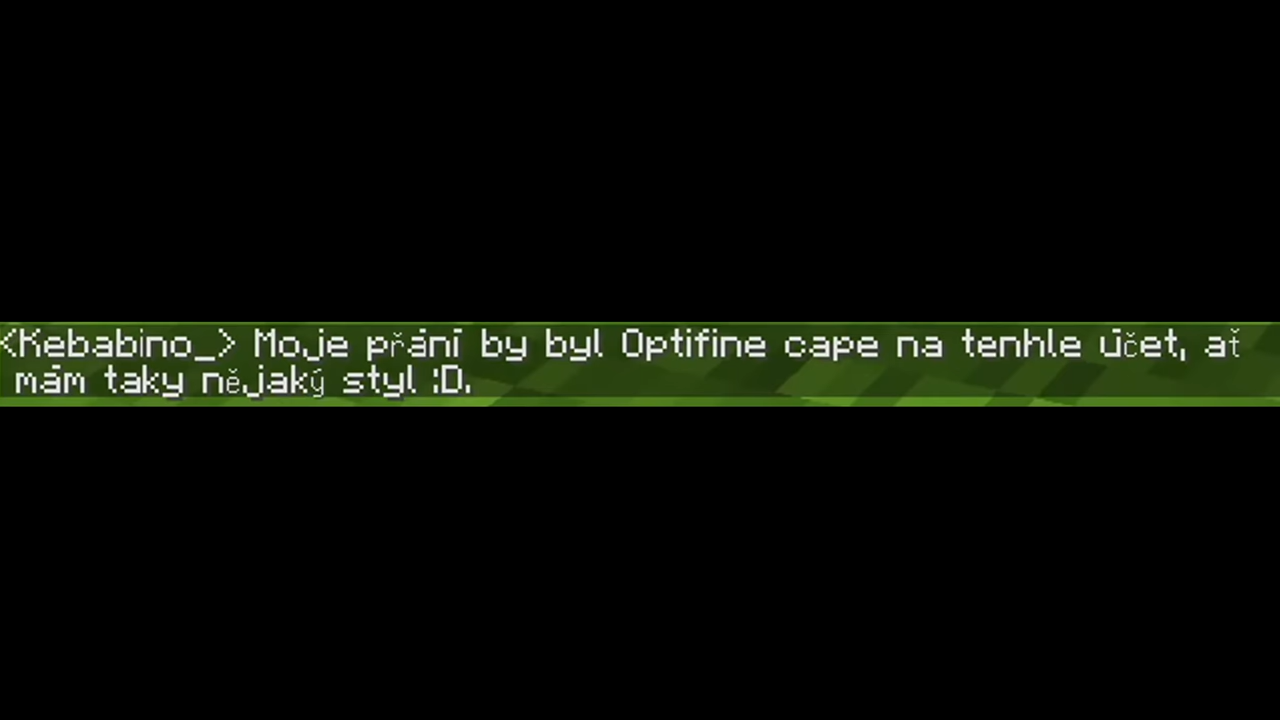 <Kebabino_> Moje přání by byl Optifine cape na tenhle účet, ať
mám taky nějaký styl :D.